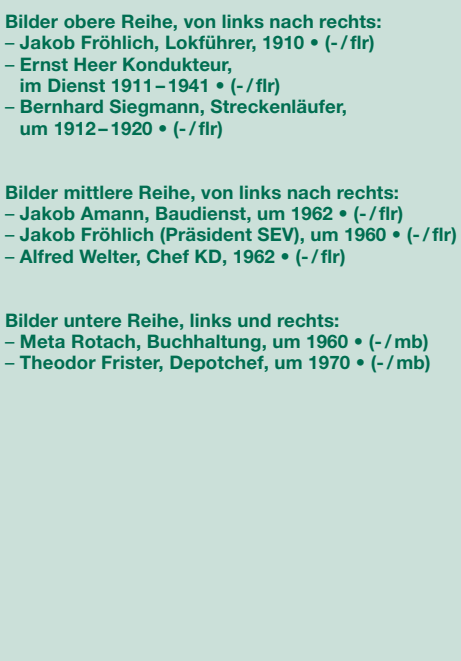 Bilder obere Reihe, von links nach rechts:
– Jakob Fröhlich, Lokführer, 1910 • (-/flr)
– Ernst Heer Kondukteur,
im Dienst 1911–1941 • (-/flr)
– Bernhard Siegmann, Streckenläufer,
um 1912–1920 • (-/flr)
Bilder mittlere Reihe, von links nach rechts:
– Jakob Amann, Baudienst, um 1962 • (-/flr)
– Jakob Fröhlich (Präsident SEV), um 1960 • (-/flr)
– Alfred Welter, Chef KD, 1962 • (-/flr)
Bilder untere Reihe, links und rechts:
– Meta Rotach, Buchhaltung, um 1960 • (-/mb)
– Theodor Frister, Depotchef, um 1970 • (-/mb)